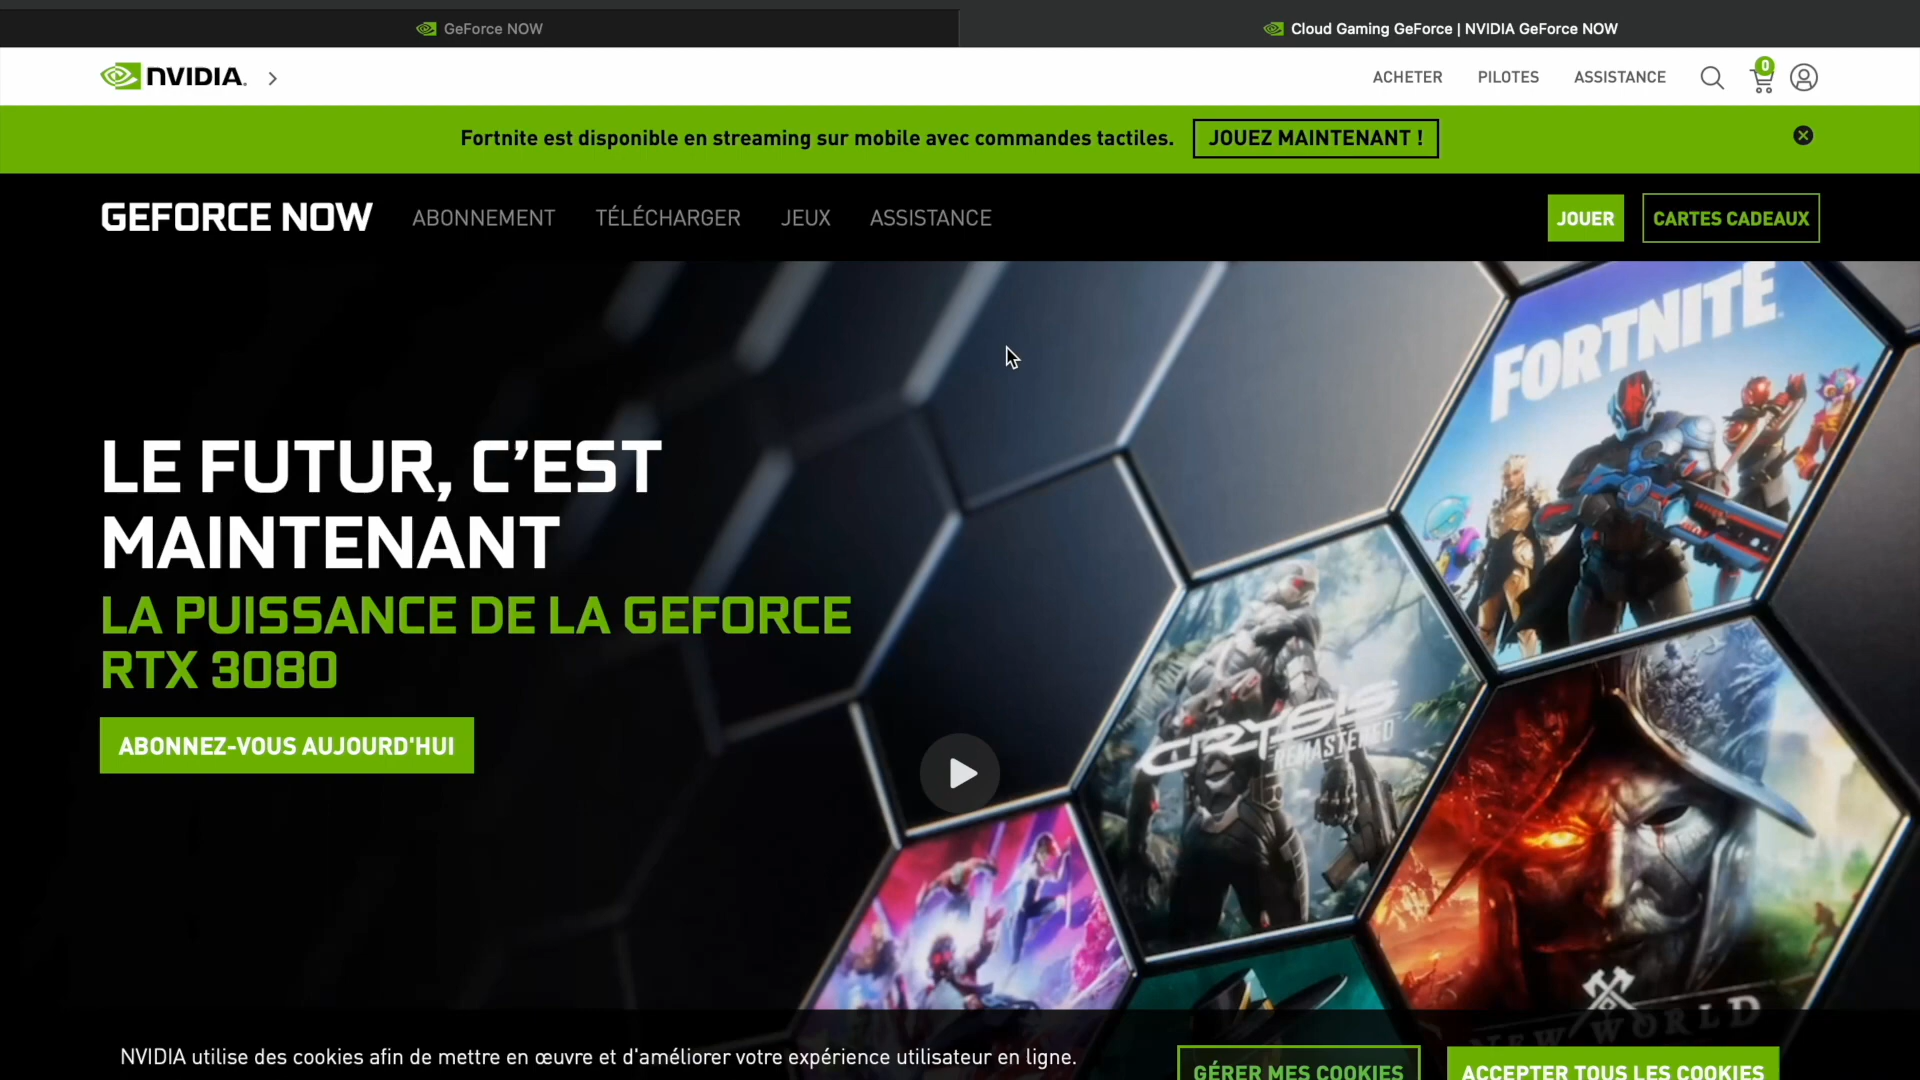 GeForce NOW
Cloud Gaming GeForce | NVIDIA GeForce NOW
NVIDIA.
ACHETER
PILOTES
ASSISTANCE
0
Fortnite est disponible en streaming sur mobile avec commandes tactiles.
JOUEZ MAINTENANT !
GEFORCE NOW
ABONNEMENT
TÉLÉCHARGER
JEUX
ASSISTANCE
JOUER
CARTES CADEAUX
FORTNITE
LE FUTUR, C’EST
MAINTENANT
LA PUISSANCE DE LA GEFORCE
RTX 3080
ABONNEZ-VOUS AUJOURD'HUI
CRYSIS
REMASTERED
NEW WORLD
NVIDIA utilise des cookies afin de mettre en œuvre et d'améliorer votre expérience utilisateur en ligne.
GÉRER MES COOKIES
ACCEPTER TOUS LES COOKIES